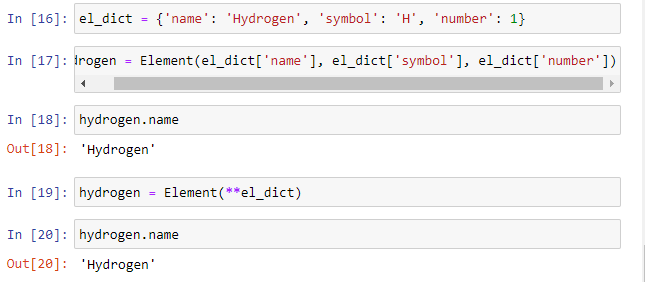 In [16]: el_dict = {'name': 'Hydrogen', 'symbol': 'H', 'number': 1}
In [17]: drogen = Element(el_dict['name'], el_dict['symbol'], el_dict['number'])
In [18]: hydrogen.name
Out[18]: 'Hydrogen'
In [19]: hydrogen = Element(**el_dict)
In [20]: hydrogen.name
Out[20]: 'Hydrogen'